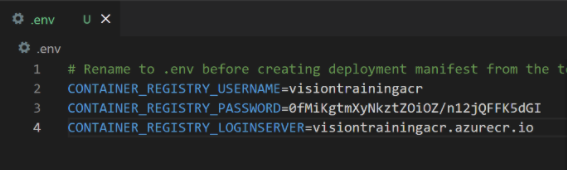 .env U
.env
1 # Rename to .env before creating deployment manifest from the
2 CONTAINER_REGISTRY_USERNAME=visiontrainingacr
3 CONTAINER_REGISTRY_PASSWORD=0fMiKgtmXyNkztZOiOZ/n12jQFFK5dGI
4 CONTAINER_REGISTRY_LOGINSERVER=visiontrainingacr.azurecr.io